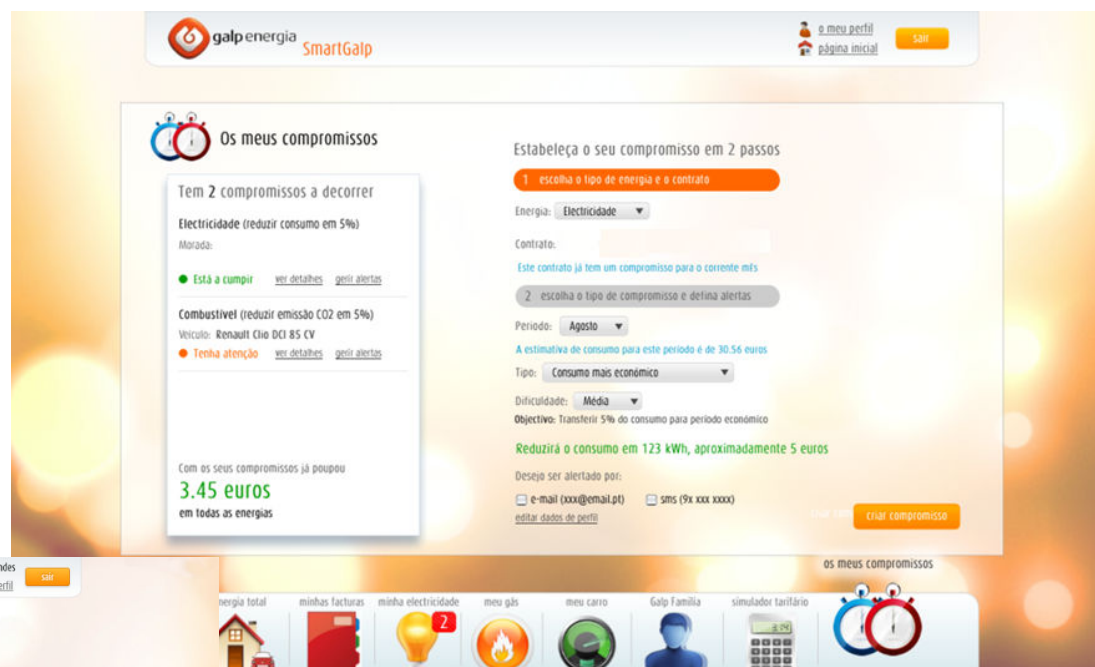 galp energia
SmartGalp
o meu perfil
página inicial
sair
Os meus compromissos
Tem 2 compromissos a decorrer
Electricidade (reduzir consumo em 5%)
Morada:
Está a cumprir ver detalhes gerir alertas
Combustível (reduzir emissão CO2 em 5%)
Veículo: Renault Clio DCI 85 CV
Tenha atenção ver detalhes gerir alertas
Com os seus compromissos já poupou
3.45 euros
em todas as energias
Estabeleça o seu compromisso em 2 passos
1 escolha o tipo de energia e o contrato
Energia: Electricidade
Contrato:
Este contrato já tem um compromisso para o corrente mês
2 escolha o tipo de compromisso e defina alertas
Período: Agosto
A estimativa de consumo para este período é de 30.56 euros
Tipo: Consumo mais económico
Dificuldade: Média
Objectivo: Transferir 5% do consumo para período económico
Reduzirá o consumo em 123 kWh, aproximadamente 5 euros
Desejo ser alertado por:
e-mail (xxx@email.pt) sms (9x xxx xxxx)
editar dados de perfil
criar compromisso
os meus compromissos
ndes
erfil
sair
nergia total minhas facturas minha electricidade meu gás meu carro Galp Família simulador tarifário
2